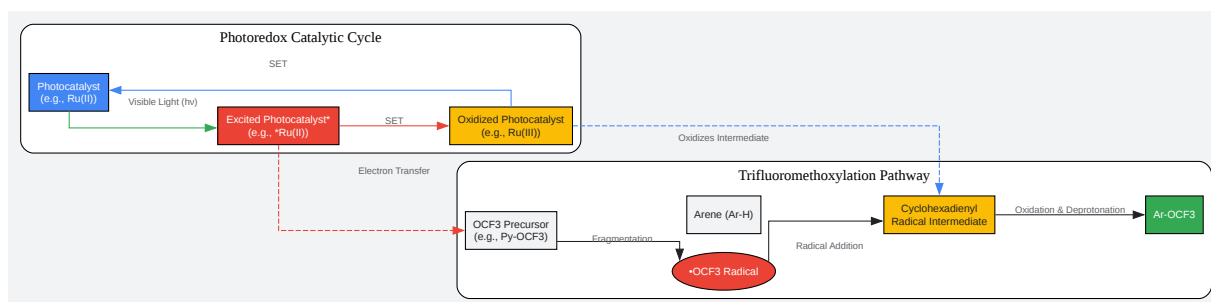 Photoredox Catalytic Cycle
SET
Photocatalyst
(e.g., Ru(II))
Visible Light (hv)
Excited Photocatalyst*
(e.g., *Ru(II))
SET
Oxidized Photocatalyst
(e.g., Ru(III))
Oxidizes Intermediate
Electron Transfer
Trifluoromethoxylation Pathway
OCF3 Precursor
(e.g., Py-OCF3)
Fragmentation
Arene (Ar-H)
•OCF3 Radical
Radical Addition
Cyclohexadienyl
Radical Intermediate
Oxidation & Deprotonation
Ar-OCF3